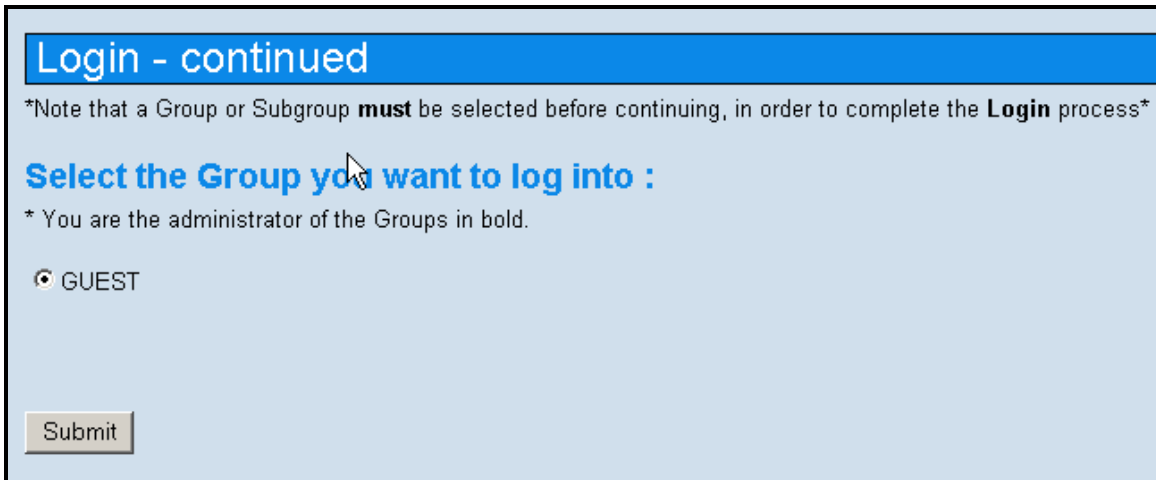 Login - continued
*Note that a Group or Subgroup must be selected before continuing, in order to complete the Login process*
Select the Group you want to log into :
* You are the administrator of the Groups in bold.
GUEST
Submit